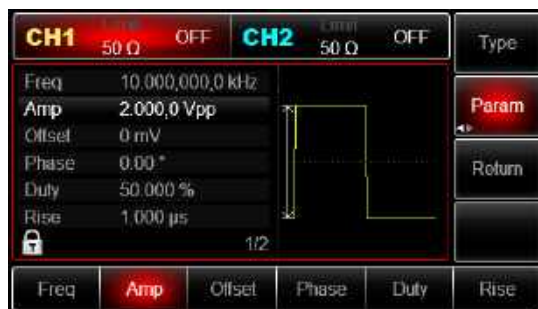 CH1 50 Ω OFF CH2 50 Ω OFF
Type
Freq 10.000,000,0 kHz
Amp 2.000,0 Vpp
Offset 0 mV
Phase 0.00 °
Duty 50.000 %
Rise 1.000 µs
1/2
Param
Return
Freq Amp Offset Phase Duty Rise